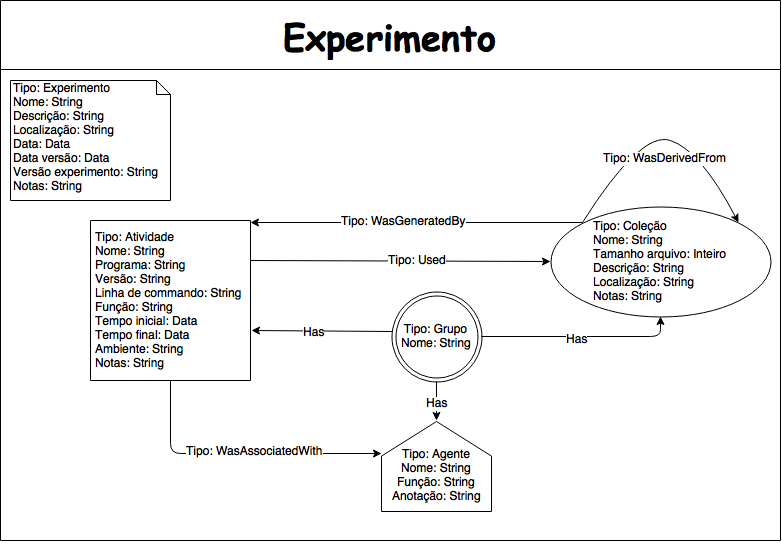 Experimento
Tipo: Experimento
Nome: String
Descrição: String
Localização: String
Data: Data
Data versão: Data
Versão experimento: String
Notas: String
Tipo: WasDerivedFrom
Tipo: WasGeneratedBy
Tipo: Coleção
Nome: String
Tamanho arquivo: Inteiro
Descrição: String
Localização: String
Notas: String
Tipo: Atividade
Nome: String
Programa: String
Versão: String
Linha de commando: String
Função: String
Tempo inicial: Data
Tempo final: Data
Ambiente: String
Notas: String
Tipo: Used
Has
Tipo: Grupo
Nome: String
Has
Has
Tipo: WasAssociatedWith
Tipo: Agente
Nome: String
Função: String
Anotação: String